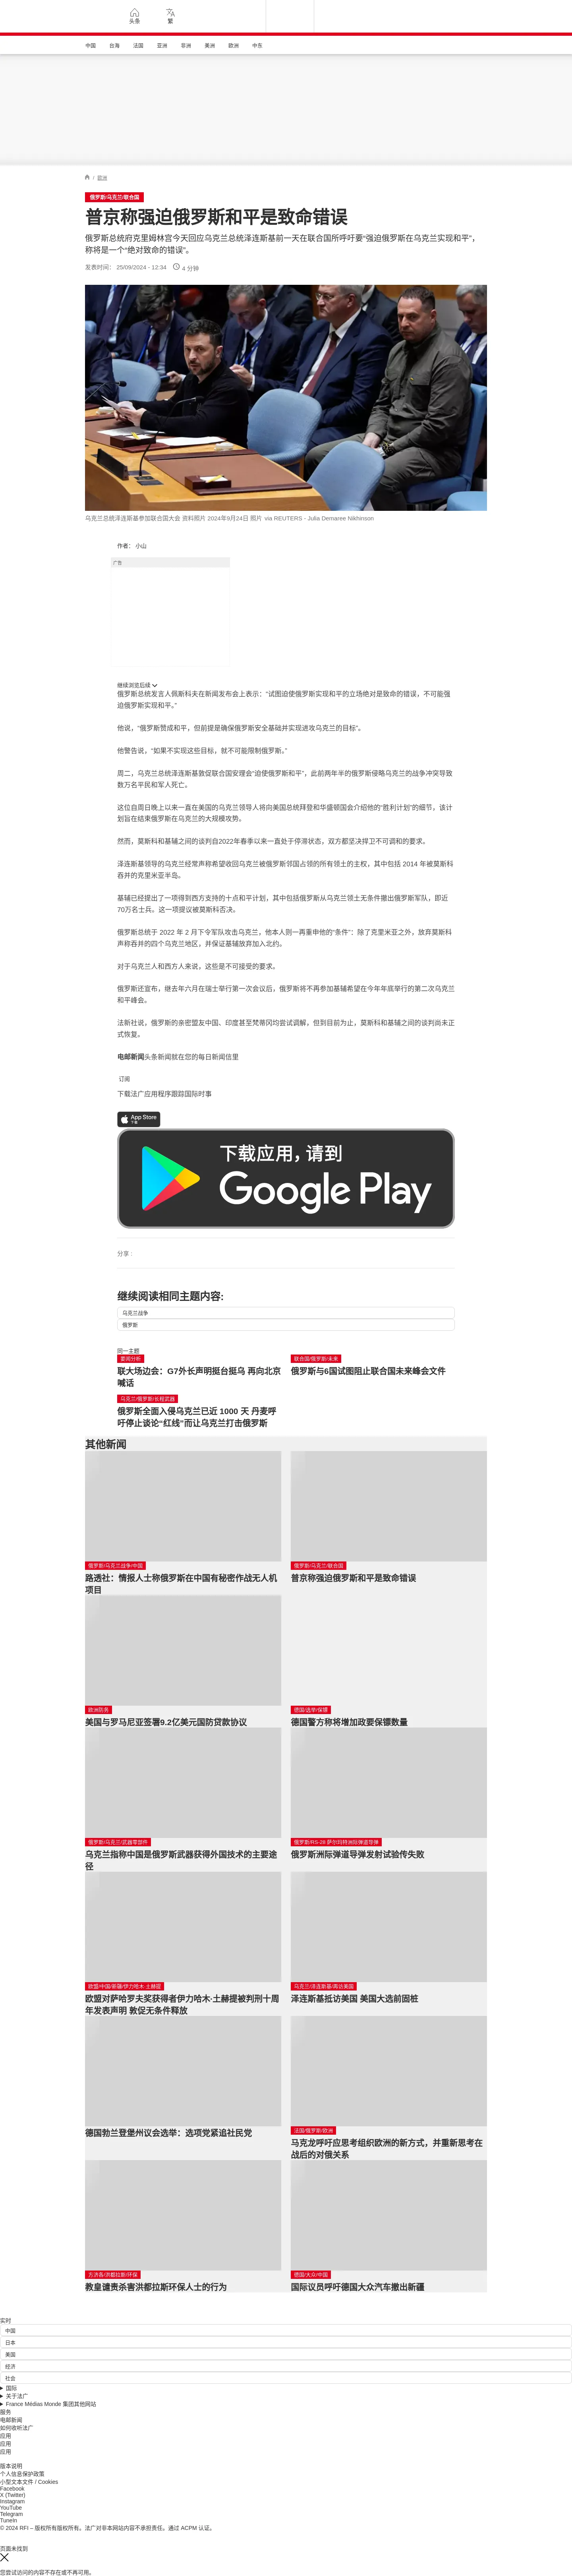 头条
繁
中国
台海
法国
亚洲
非洲
美洲
欧洲
中东
/ 欧洲
俄罗斯/乌克兰/联合国
普京称强迫俄罗斯和平是致命错误
俄罗斯总统府克里姆林宫今天回应乌克兰总统泽连斯基前一天在联合国所呼吁要“强迫俄罗斯在乌克兰实现和平”，
称将是一个“绝对致命的错误”。
发表时间： 25/09/2024 - 12:34 4 分钟
乌克兰总统泽连斯基参加联合国大会 资料照片 2024年9月24日 照片 via REUTERS - Julia Demaree Nikhinson
作者： 小山
广告
继续浏览后续
俄罗斯总统发言人佩斯科夫在新闻发布会上表示：“试图迫使俄罗斯实现和平的立场绝对是致命的错误，不可能强
迫俄罗斯实现和平。”
他说，“俄罗斯赞成和平，但前提是确保俄罗斯安全基础并实现进攻乌克兰的目标”。
他警告说，“如果不实现这些目标，就不可能限制俄罗斯。”
周二，乌克兰总统泽连斯基敦促联合国安理会“迫使俄罗斯和平”，此前两年半的俄罗斯侵略乌克兰的战争冲突导致
数万名平民和军人死亡。
这位自周日晚上以来一直在美国的乌克兰领导人将向美国总统拜登和华盛顿国会介绍他的“胜利计划”的细节，该计
划旨在结束俄罗斯在乌克兰的大规模攻势。
然而，莫斯科和基辅之间的谈判自2022年春季以来一直处于停滞状态，双方都坚决捍卫不可调和的要求。
泽连斯基领导的乌克兰经常声称希望收回乌克兰被俄罗斯邻国占领的所有领土的主权，其中包括 2014 年被莫斯科
吞并的克里米亚半岛。
基辅已经提出了一项得到西方支持的十点和平计划，其中包括俄罗斯从乌克兰领土无条件撤出俄罗斯军队，即近
70万名士兵。这一项提议被莫斯科否决。
俄罗斯总统于 2022 年 2 月下令军队攻击乌克兰，他本人则一再重申他的“条件”：除了克里米亚之外，放弃莫斯科
声称吞并的四个乌克兰地区，并保证基辅放弃加入北约。
对于乌克兰人和西方人来说，这些是不可接受的要求。
俄罗斯还宣布，继去年六月在瑞士举行第一次会议后，俄罗斯将不再参加基辅希望在今年年底举行的第二次乌克兰
和平峰会。
法新社说，俄罗斯的亲密盟友中国、印度甚至梵蒂冈均尝试调解，但到目前为止，莫斯科和基辅之间的谈判尚未正
式恢复。
电邮新闻头条新闻就在您的每日新闻信里
订阅
下载法广应用程序跟踪国际时事
App Store
下载
下载应用，请到
Google Play
分享 :
继续阅读相同主题内容:
乌克兰战争
俄罗斯
同一主题
要闻分析
联大场边会：G7外长声明挺台挺乌 再向北京
喊话
联合国/俄罗斯/未来
俄罗斯与6国试图阻止联合国未来峰会文件
乌克兰/俄罗斯/长程武器
俄罗斯全面入侵乌克兰已近 1000 天 丹麦呼
吁停止谈论“红线”而让乌克兰打击俄罗斯
其他新闻
俄罗斯/乌克兰战争/中国
路透社：情报人士称俄罗斯在中国有秘密作战无人机
项目
俄罗斯/乌克兰/联合国
普京称强迫俄罗斯和平是致命错误
欧洲防务
美国与罗马尼亚签署9.2亿美元国防贷款协议
德国/选举/保镖
德国警方称将增加政要保镖数量
俄罗斯/乌克兰/武器零部件
乌克兰指称中国是俄罗斯武器获得外国技术的主要途
径
俄罗斯/RS-28 萨尔玛特洲际弹道导弹
俄罗斯洲际弹道导弹发射试验传失败
欧盟/中国/新疆/伊力哈木·土赫提
欧盟对萨哈罗夫奖获得者伊力哈木·土赫提被判刑十周
年发表声明 敦促无条件释放
乌克兰/泽连斯基/再访美国
泽连斯基抵访美国 美国大选前固桩
德国勃兰登堡州议会选举：选项党紧追社民党
法国/俄罗斯/欧洲
马克龙呼吁应思考组织欧洲的新方式，并重新思考在
战后的对俄关系
方济各/洪都拉斯/环保
教皇谴责杀害洪都拉斯环保人士的行为
德国/大众/中国
国际议员呼吁德国大众汽车撤出新疆
实时
中国
日本
美国
经济
社会
国际
关于法广
France Médias Monde 集团其他网站
服务
电邮新闻
如何收听法广
应用
应用
应用
版本说明
个人信息保护政策
小型文本文件 / Cookies
Facebook
X (Twitter)
Instagram
YouTube
Telegram
TuneIn
© 2024 RFI – 版权所有版权所有。法广对非本网站内容不承担责任。通过 ACPM 认证。
页面未找到
您尝试访问的内容不存在或不再可用。